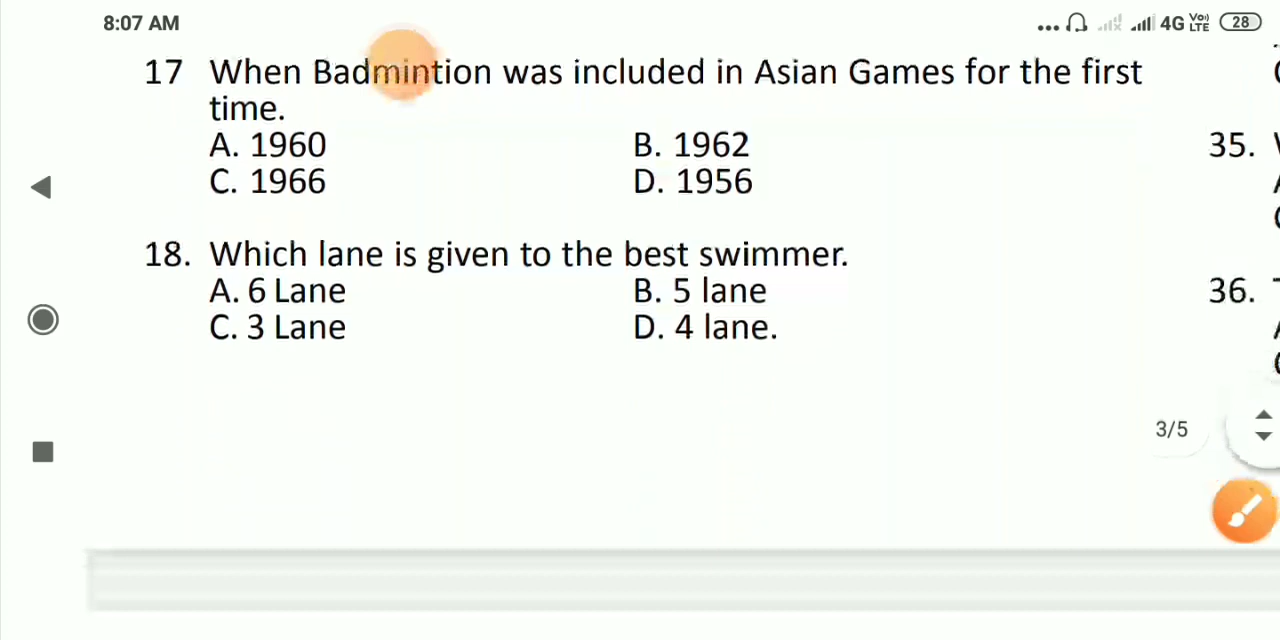 8:07 AM
4G Vo) LTE 28
17 When Badmintion was included in Asian Games for the first
time.
A. 1960 B. 1962
C. 1966 D. 1956
18. Which lane is given to the best swimmer.
A. 6 Lane B. 5 lane
C. 3 Lane D. 4 lane.
35.
36.
3/5